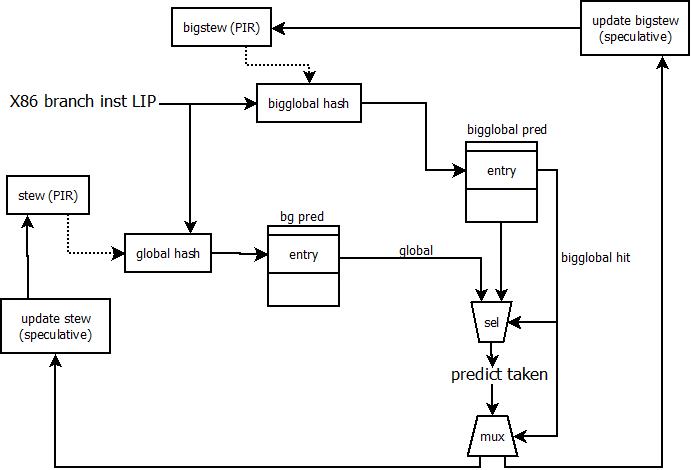 bigstew (PIR)
update bigstew
(speculative)
X86 branch inst LIP
bigglobal hash
bigglobal pred
entry
stew (PIR)
global hash
bg pred
entry
global
bigglobal hit
update stew
(speculative)
sel
predict taken
mux